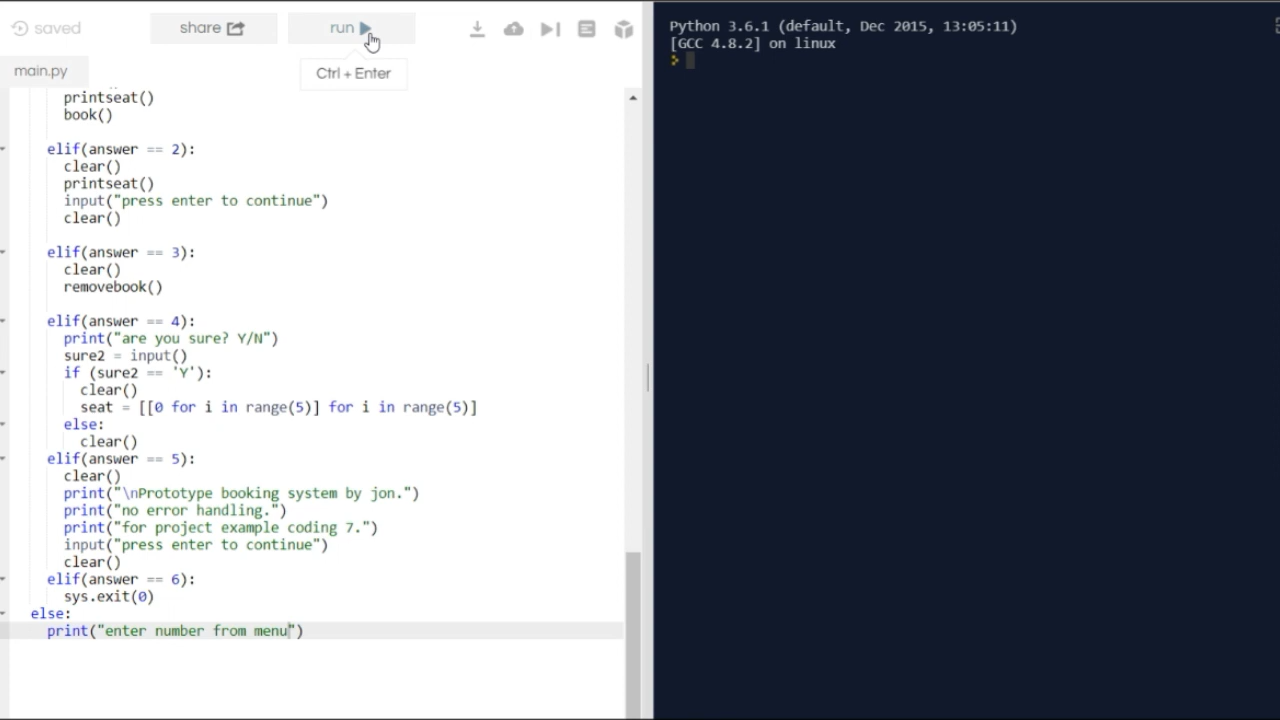 saved
share
run
main.py
Ctrl + Enter
printseat()
book()
elif(answer == 2):
clear()
printseat()
input("press enter to continue")
clear()
elif(answer == 3):
clear()
removebook()
elif(answer == 4):
print("are you sure? Y/N")
sure2 = input()
if (sure2 == 'Y'):
clear()
seat = [[0 for i in range(5)] for i in range(5)]
else:
clear()
elif(answer == 5):
clear()
print("\nPrototype booking system by jon.")
print("no error handling.")
print("for project example coding 7.")
input("press enter to continue")
clear()
elif(answer == 6):
sys.exit(0)
else:
print("enter number from menu")
Python 3.6.1 (default, Dec 2015, 13:05:11)
[GCC 4.8.2] on linux
>